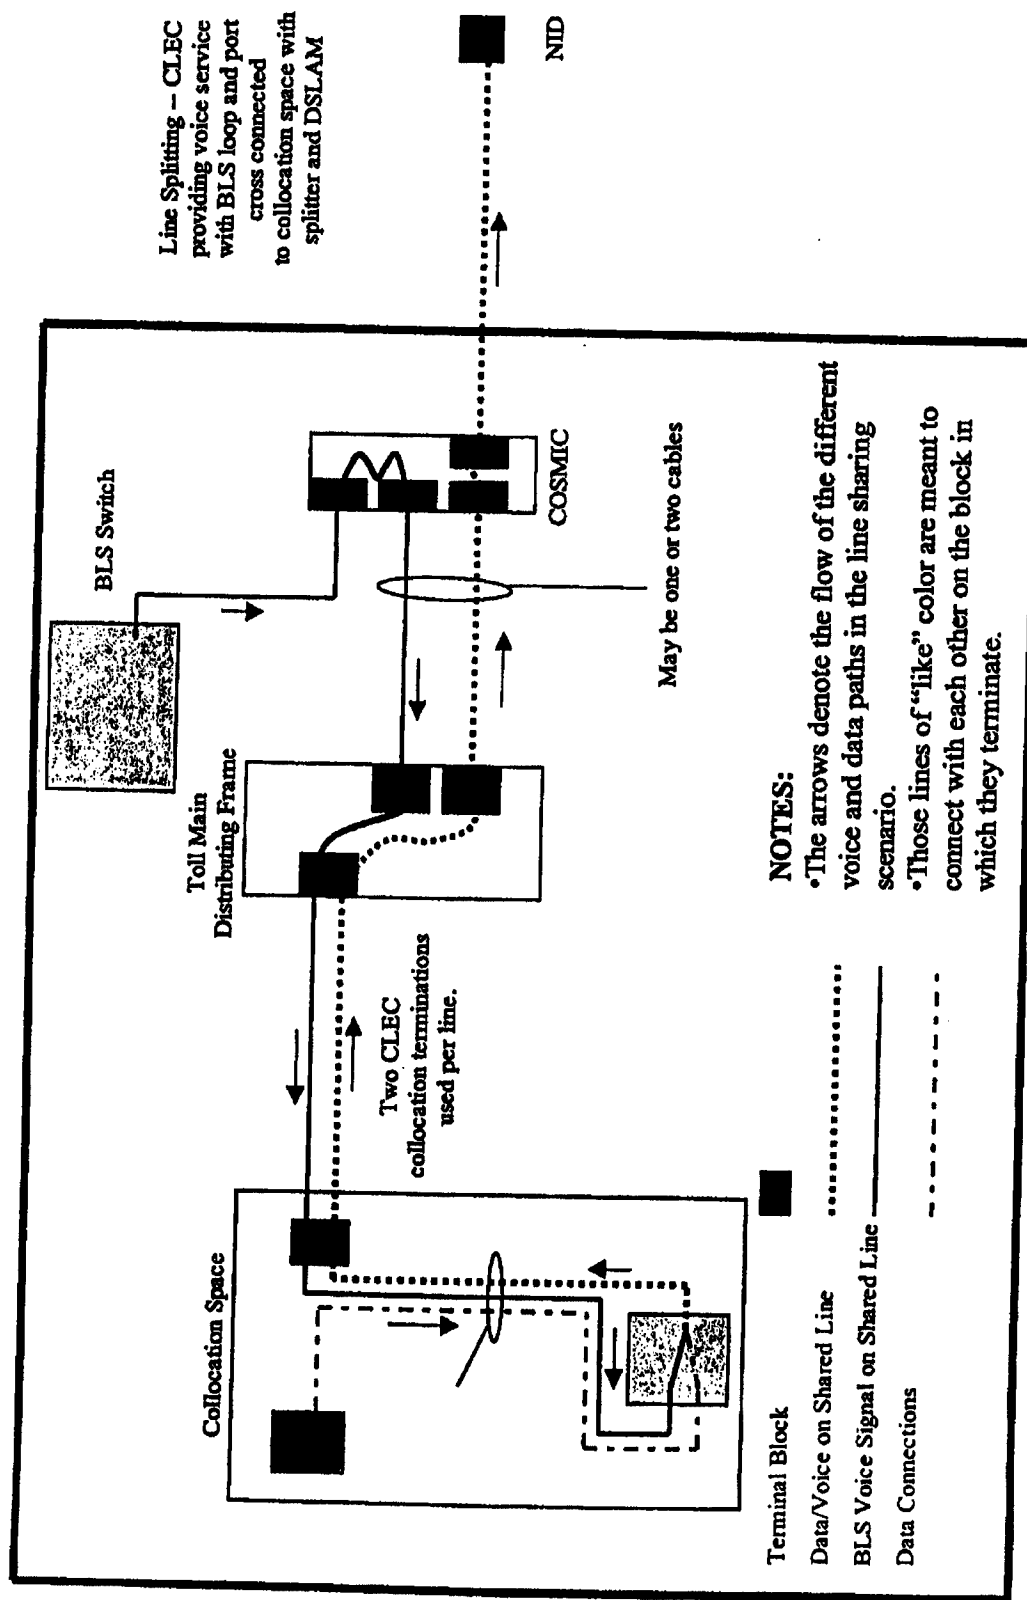 Line Splitting – CLEC
providing voice service
with BLS loop and port
cross connected
to collocation space with
splitter and DSLAM
NID
BLS Switch
COSMIC
May be one or two cables
Toll Main
Distributing Frame
Two CLEC
collocation terminations
used per line.
Collocation Space
Terminal Block
Data/Voice on Shared Line
BLS Voice Signal on Shared Line
Data Connections
NOTES:
•The arrows denote the flow of the different
voice and data paths in the line sharing
scenario.
•Those lines of “like” color are meant to
connect with each other on the block in
which they terminate.